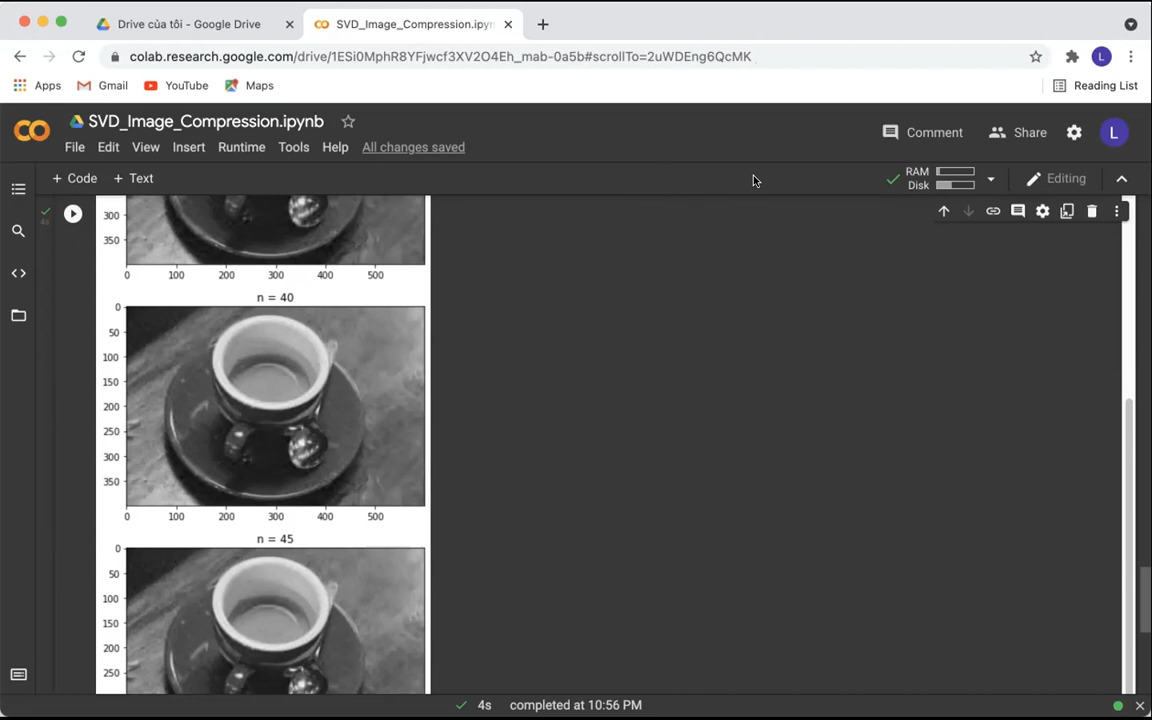 Drive của tôi - Google Drive
SVD_Image_Compression.ipyn
colab.research.google.com/drive/1ESi0MphR8YFjwcf3XV2O4Eh_mab-0a5b#scrollTo=2uWDEng6QcMK
L
Apps
Gmail
YouTube
Maps
Reading List
SVD_Image_Compression.ipynb
Comment
Share
L
File Edit View Insert Runtime Tools Help All changes saved
+ Code + Text
RAM
Disk
Editing
4s
300
350
0 100 200 300 400 500
n = 40
0
50
100
150
200
250
300
350
0 100 200 300 400 500
n = 45
0
50
100
150
200
250
4s completed at 10:56 PM